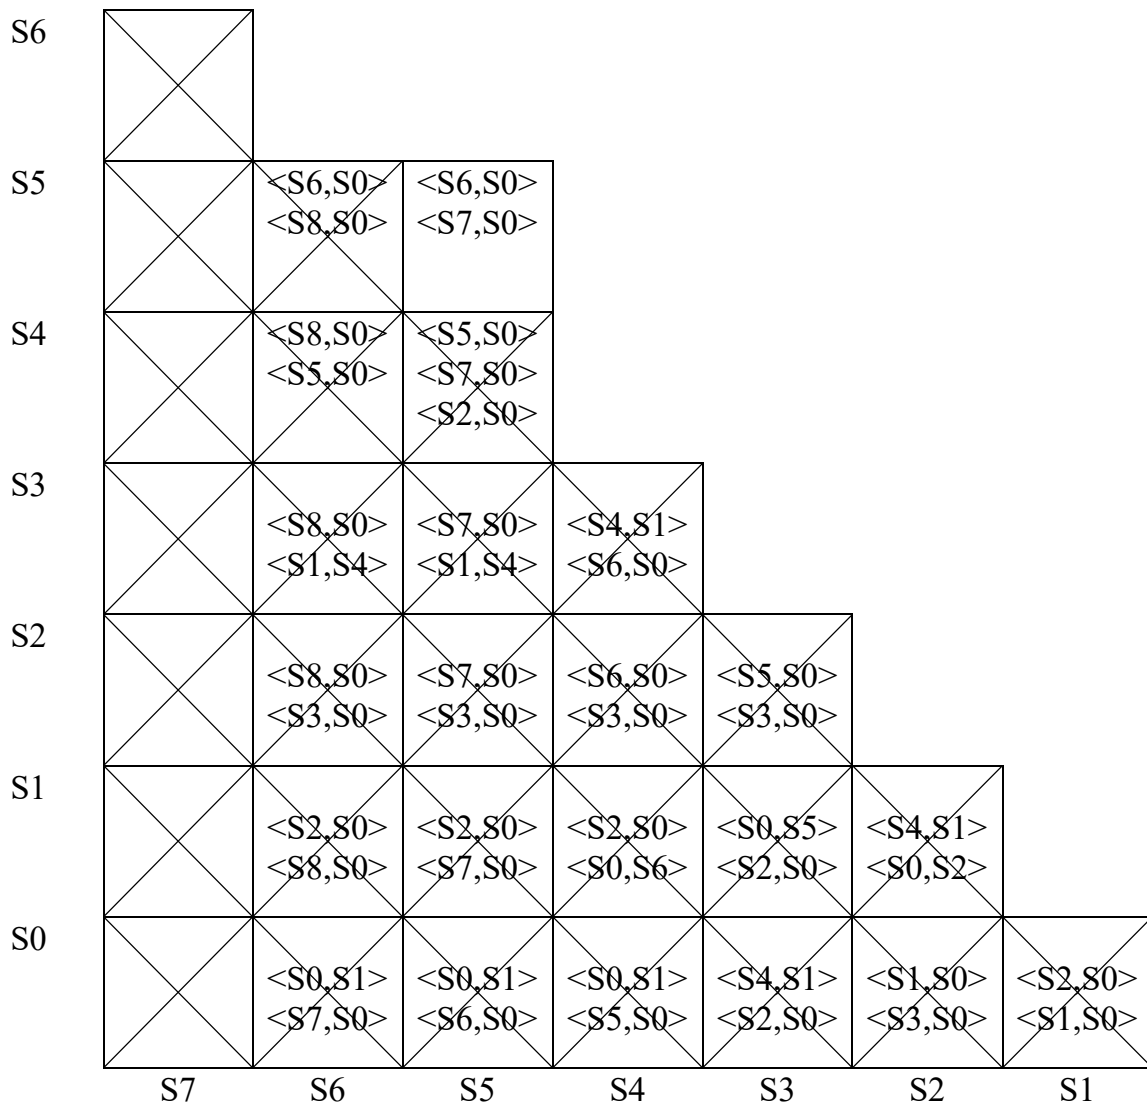 S6
S5
<S6,S0> <S6,S0>
<S8,S0> <S7,S0>
S4
<S8,S0> <S5,S0>
<S5,S0> <S7,S0>
<S2,S0>
S3
<S8,S0> <S7,S0> <S4,S1>
<S1,S4> <S1,S4> <S6,S0>
S2
<S8,S0> <S7,S0> <S6,S0> <S5,S0>
<S3,S0> <S3,S0> <S3,S0> <S3,S0>
S1
<S2,S0> <S2,S0> <S2,S0> <S0,S5> <S4,S1>
<S8,S0> <S7,S0> <S0,S6> <S2,S0> <S0,S2>
S0
<S0,S1> <S0,S1> <S0,S1> <S4,S1> <S1,S0> <S2,S0>
<S7,S0> <S6,S0> <S5,S0> <S2,S0> <S3,S0> <S1,S0>
S7 S6 S5 S4 S3 S2 S1